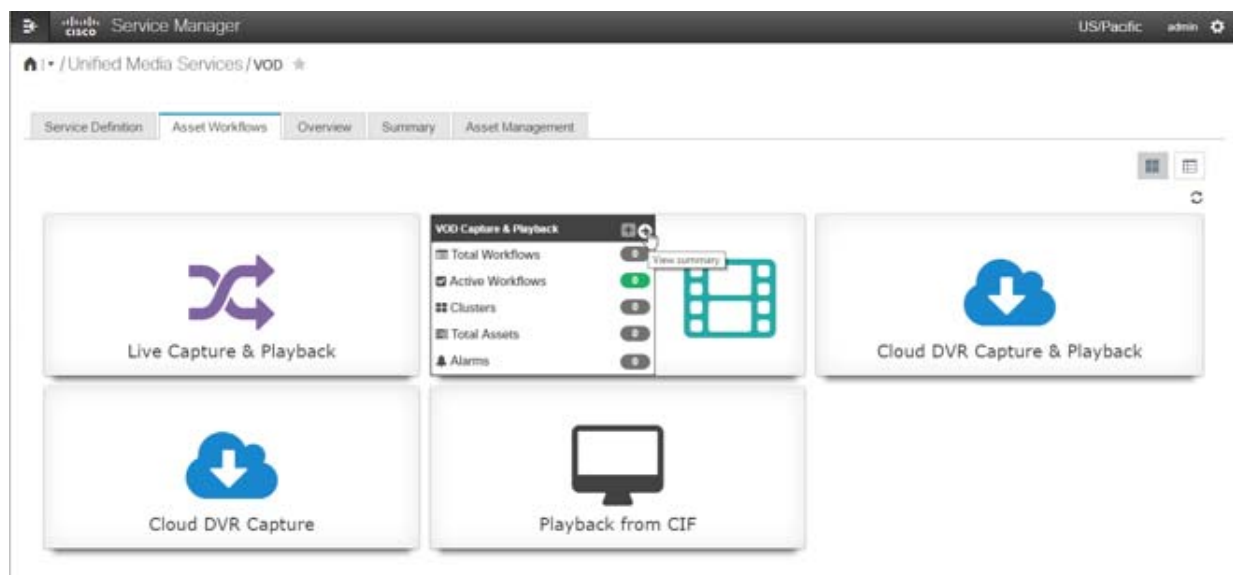 cisco Service Manager US/Pacific admin
/ Unified Media Services / VOD
Service Definition Asset Workflows Overview Summary Asset Management
Live Capture & Playback
VOD Capture & Playback
View summary
Total Workflows 0
Active Workflows 0
Clusters 0
Total Assets 0
Alarms 0
Cloud DVR Capture & Playback
Cloud DVR Capture
Playback from CIF